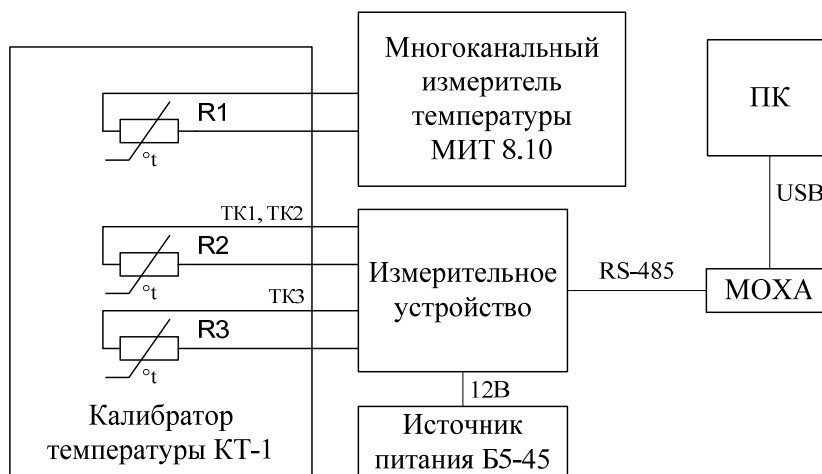 Многоканальный
измеритель
температуры
МИТ 8.10
ПК
R1
°t
USB
ТК1, ТК2
R2
°t
Измерительное
устройство
RS-485
MOXA
ТК3
R3
°t
12В
Калибратор
температуры КТ-1
Источник
питания Б5-45